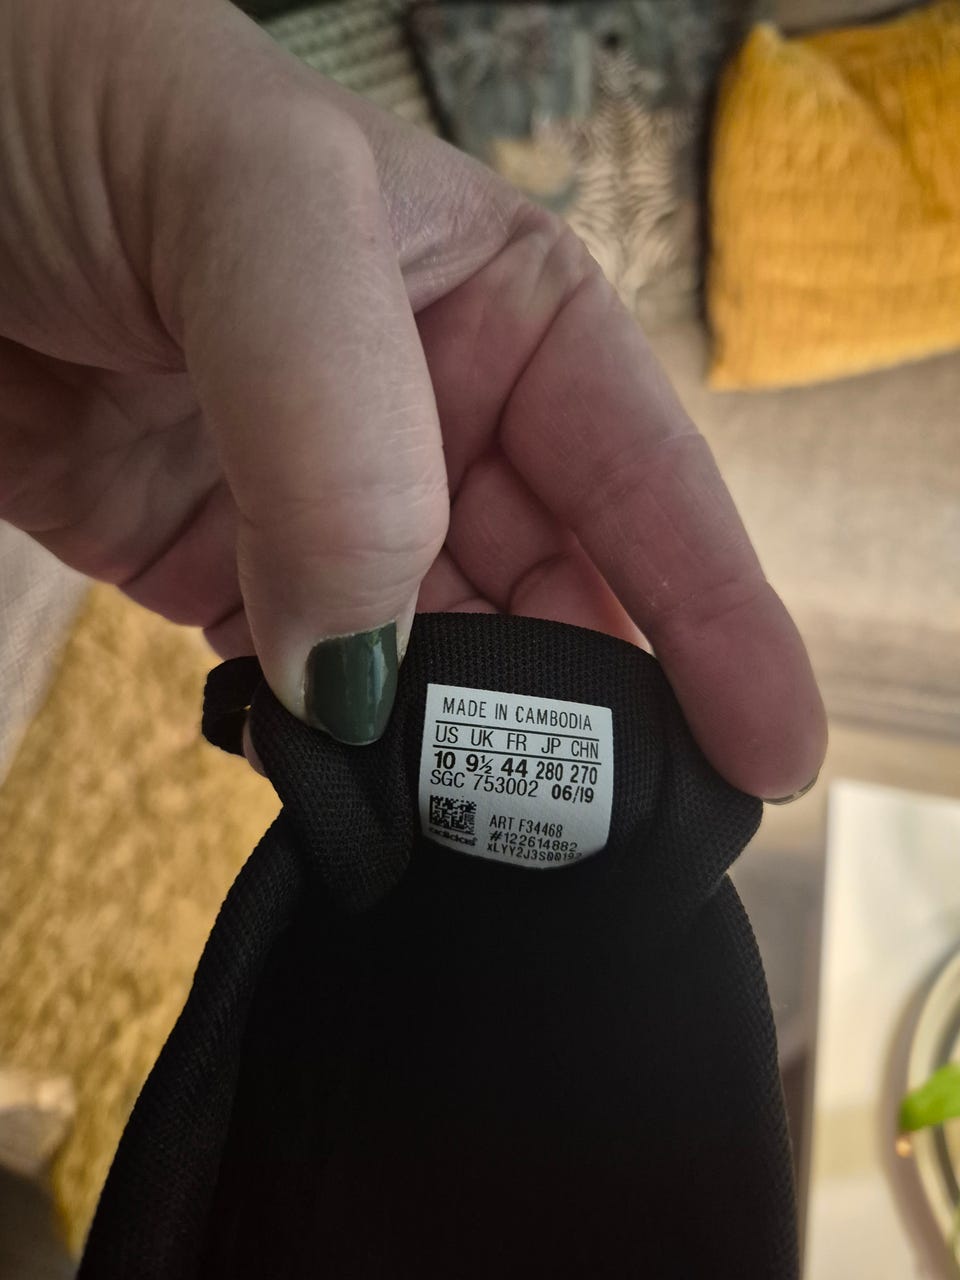 MADE IN CAMBODIA
US UK FR JP CHN
10 9½ 44 280 270
SGC 753002 06/19
ART F34468
#122614882
adidas